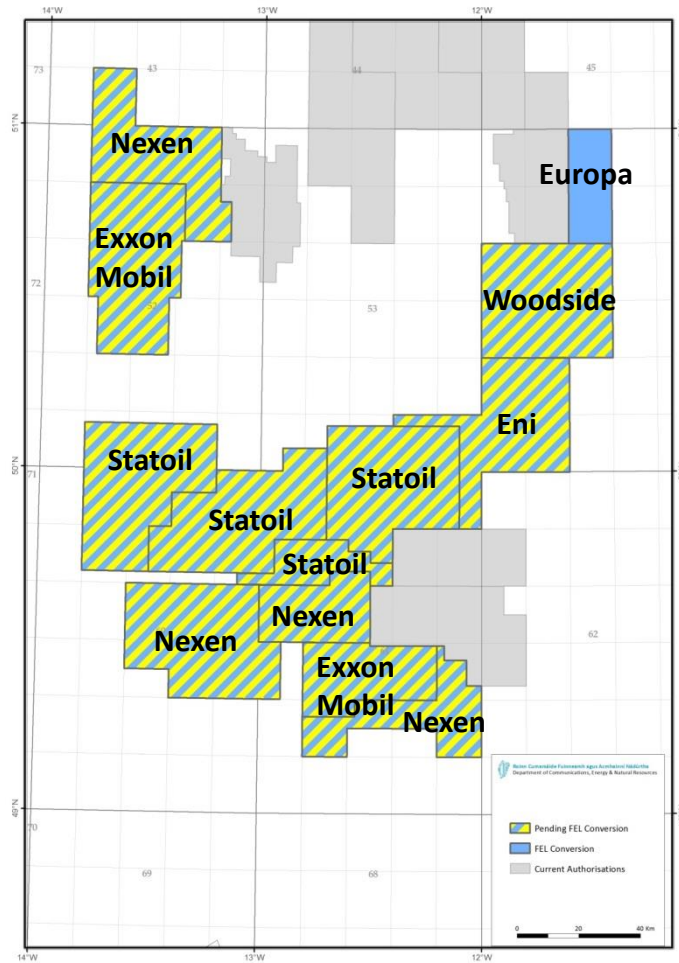 14°W 13°W 12°W
73 43 44 45
51°N
Nexen
Europa
Exxon
Mobil
72
53
Woodside
Eni
Statoil
Statoil
50°N
71
Statoil
Statoil
Nexen
Nexen
62
Exxon
Mobil
Nexen
Department of Communications, Energy & Natural Resources
Pending FEL Conversion
FEL Conversion
Current Authorisations
49°N
70
69 68
0 20 40 Km
14°W 13°W 12°W